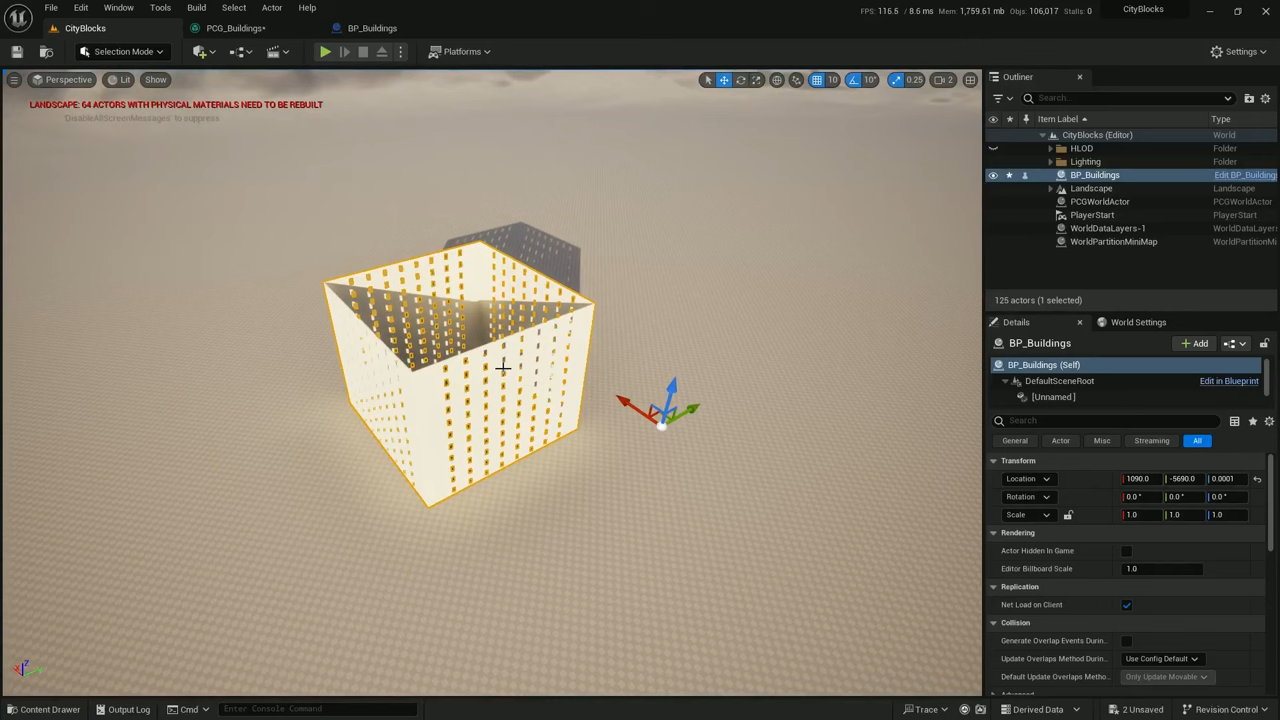 File Edit Window Tools Build Select Actor Help
FPS: 116.5 / 8.6 ms Mem: 1,759.61 mb Objs: 106,017 Stalls: 0
CityBlocks
CityBlocks PCG_Buildings* BP_Buildings
Selection Mode Platforms Settings
Perspective Lit Show 10 10° 0.25 2
LANDSCAPE: 64 ACTORS WITH PHYSICAL MATERIALS NEED TO BE REBUILT
'DisableAllScreenMessages' to suppress
Outliner
Search...
Item Label Type
CityBlocks (Editor) World
HLOD Folder
Lighting Folder
BP_Buildings Edit BP_Building
Landscape Landscape
PCGWorldActor PCGWorldActor
PlayerStart PlayerStart
WorldDataLayers-1 WorldDataLayers
WorldPartitionMiniMap WorldPartitionMi
125 actors (1 selected)
Details World Settings
BP_Buildings Add
BP_Buildings (Self)
DefaultSceneRoot Edit in Blueprint
[Unnamed ]
Search
General Actor Misc Streaming All
Transform
Location 1090.0 -5690.0 0.0001
Rotation 0.0 ° 0.0 ° 0.0 °
Scale 1.0 1.0 1.0
Rendering
Actor Hidden In Game
Editor Billboard Scale 1.0
Replication
Net Load on Client
Collision
Generate Overlap Events Durin
Update Overlaps Method Durin Use Config Default
Default Update Overlaps Metho Only Update Movable
Content Drawer Output Log Cmd Enter Console Command Trace Derived Data 2 Unsaved Revision Control